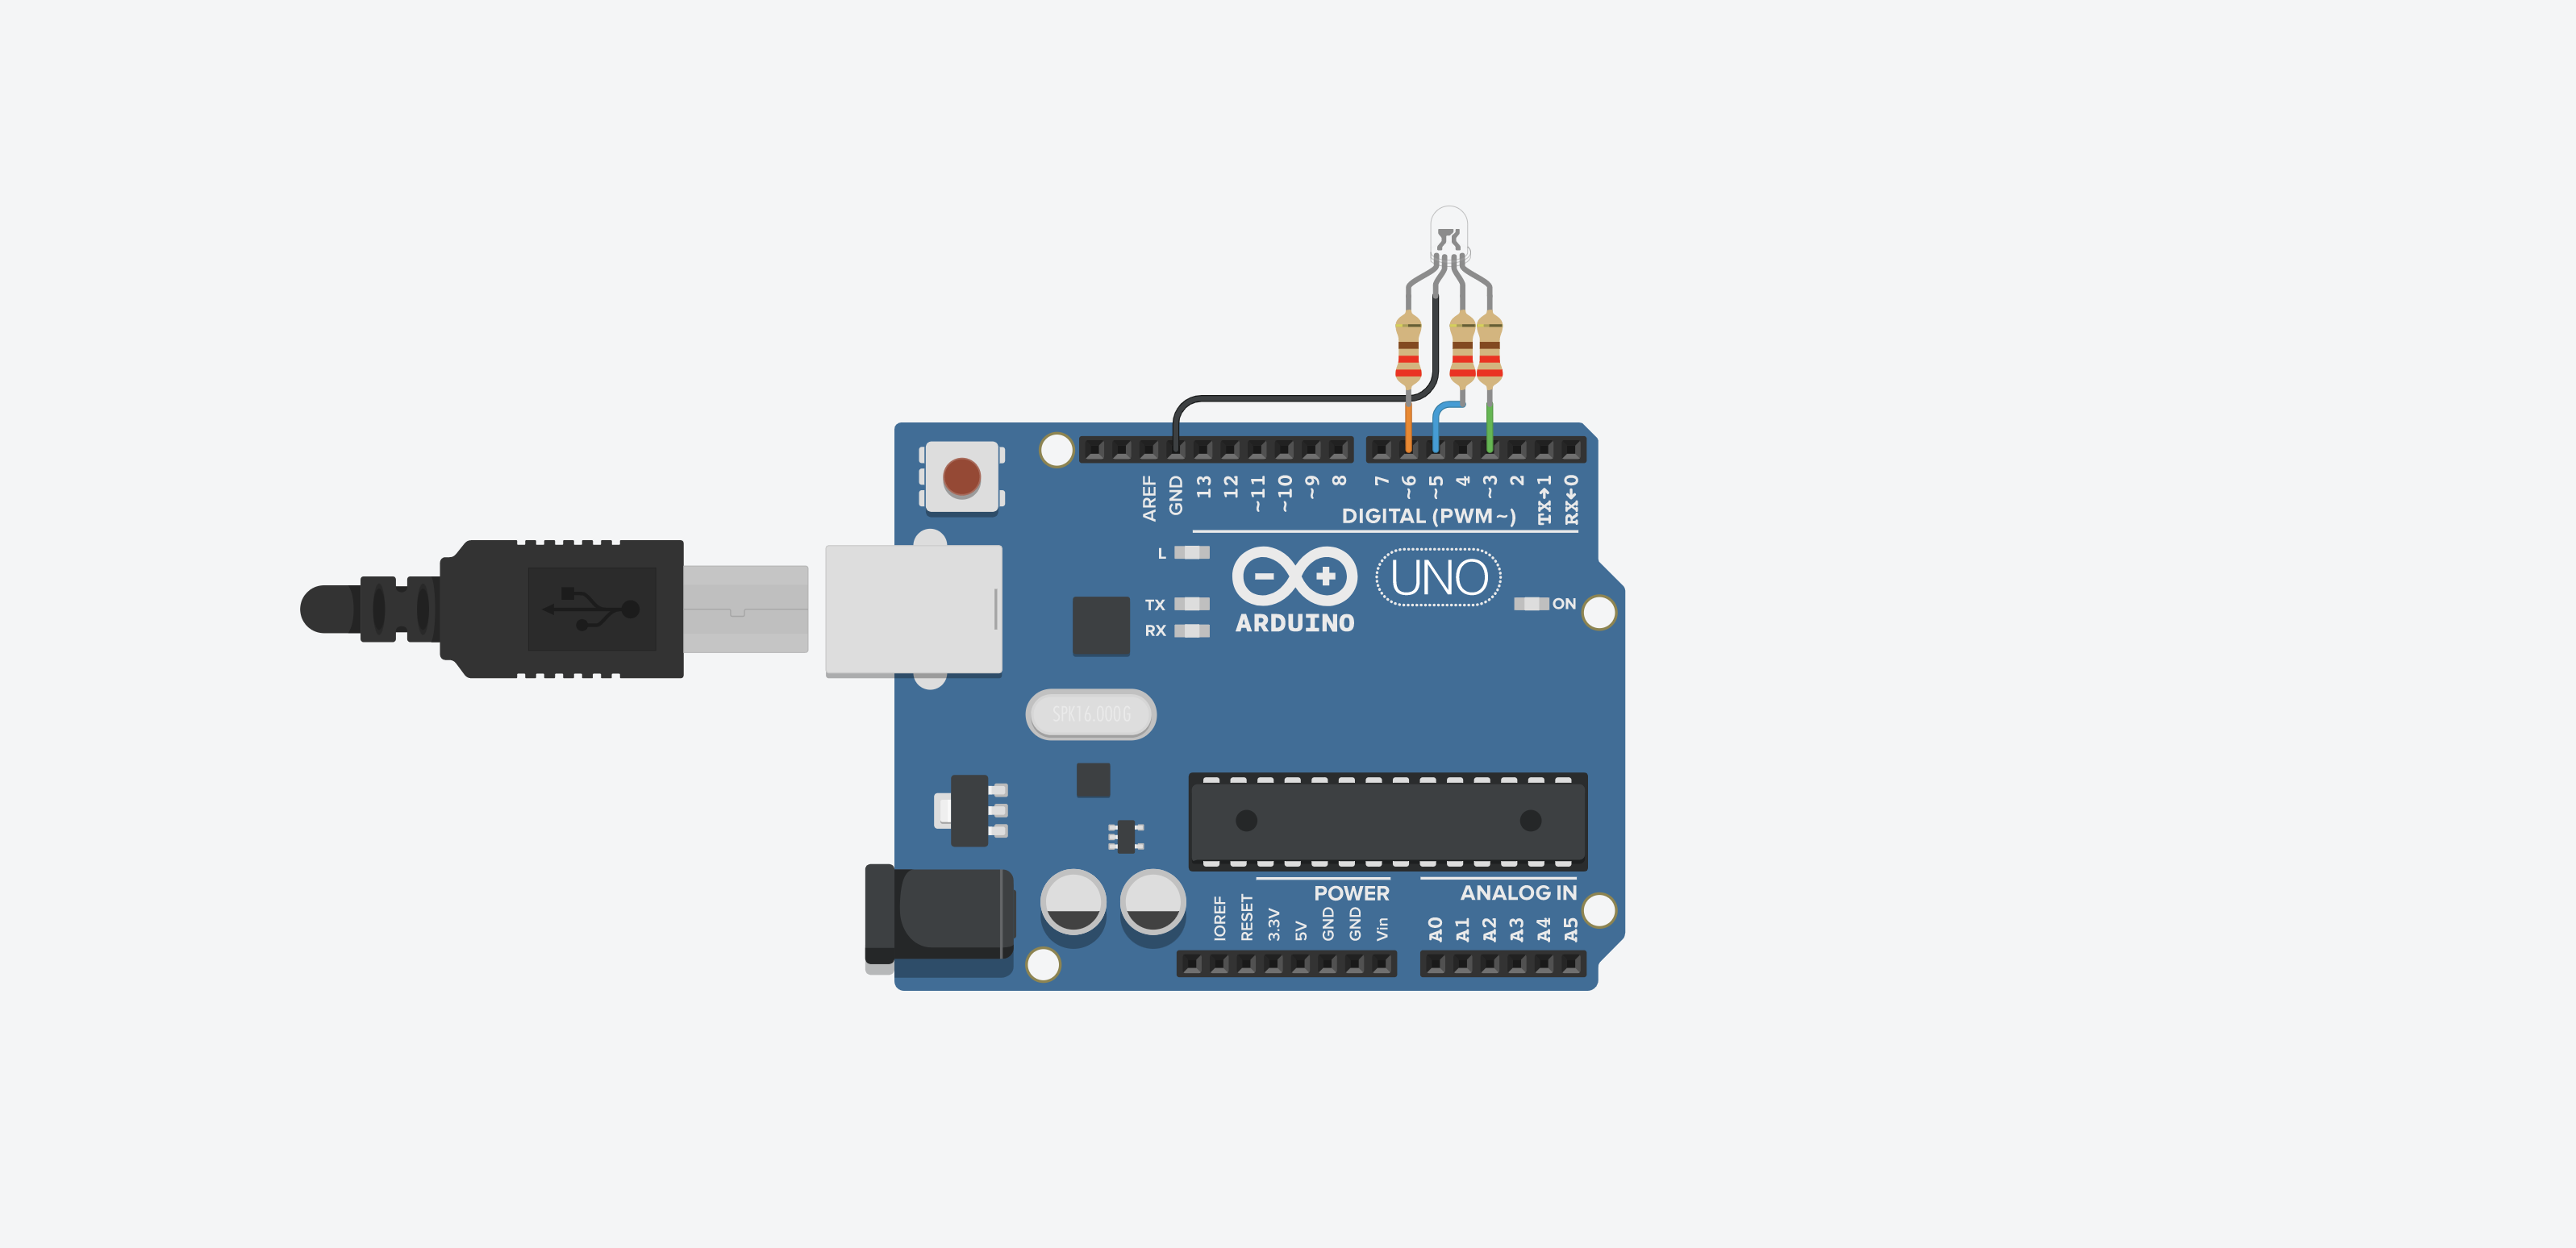 AREF
GND
13
12
~11
~10
~9
8
7
~6
~5
4
~3
2
TX→1
RX←0
DIGITAL (PWM~)
L
TX
RX
ARDUINO
UNO
ON
SPK16.000G
POWER
ANALOG IN
IOREF
RESET
3.3V
5V
GND
GND
Vin
A0
A1
A2
A3
A4
A5